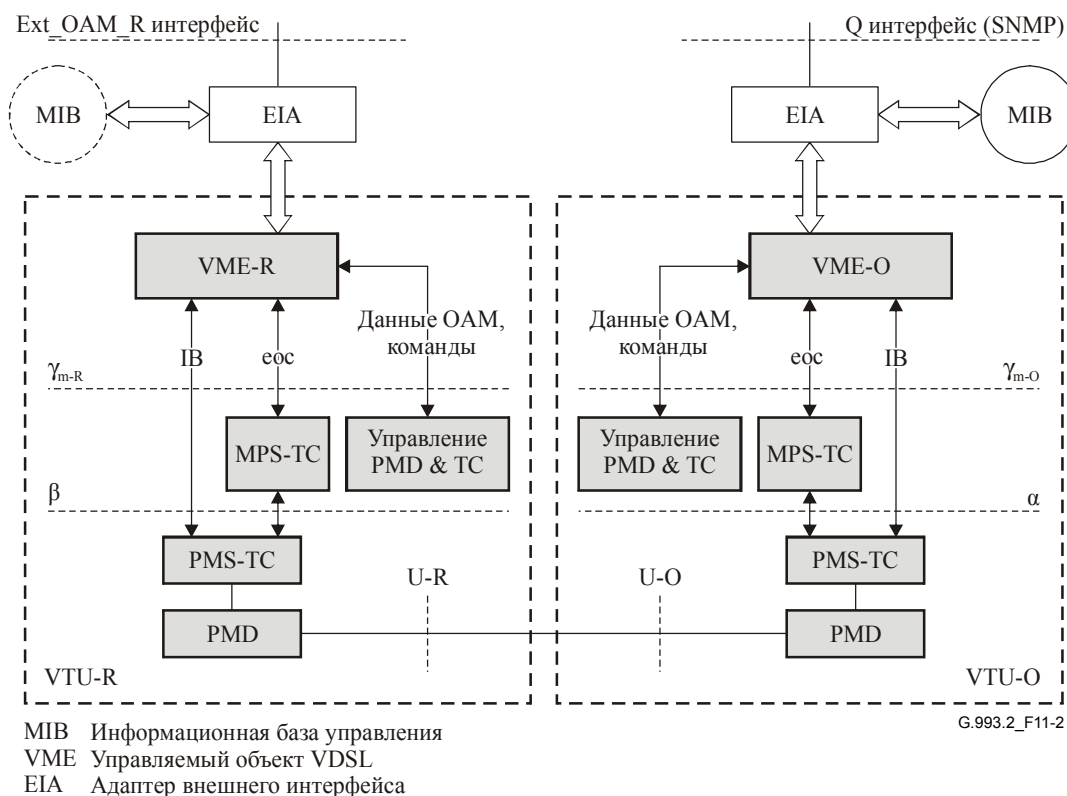 Ext_OAM_R интерфейс
Q интерфейс (SNMP)
MIB
EIA
EIA
MIB
VME-R
VME-O
Данные OAM,
команды
Данные OAM,
команды
IB
eoc
eoc
IB
γm-R
γm-O
MPS-TC
Управление
PMD & TC
Управление
PMD & TC
MPS-TC
β
α
PMS-TC
PMS-TC
U-R
U-O
PMD
PMD
VTU-R
VTU-O
G.993.2_F11-2
MIB Информационная база управления
VME Управляемый объект VDSL
EIA Адаптер внешнего интерфейса